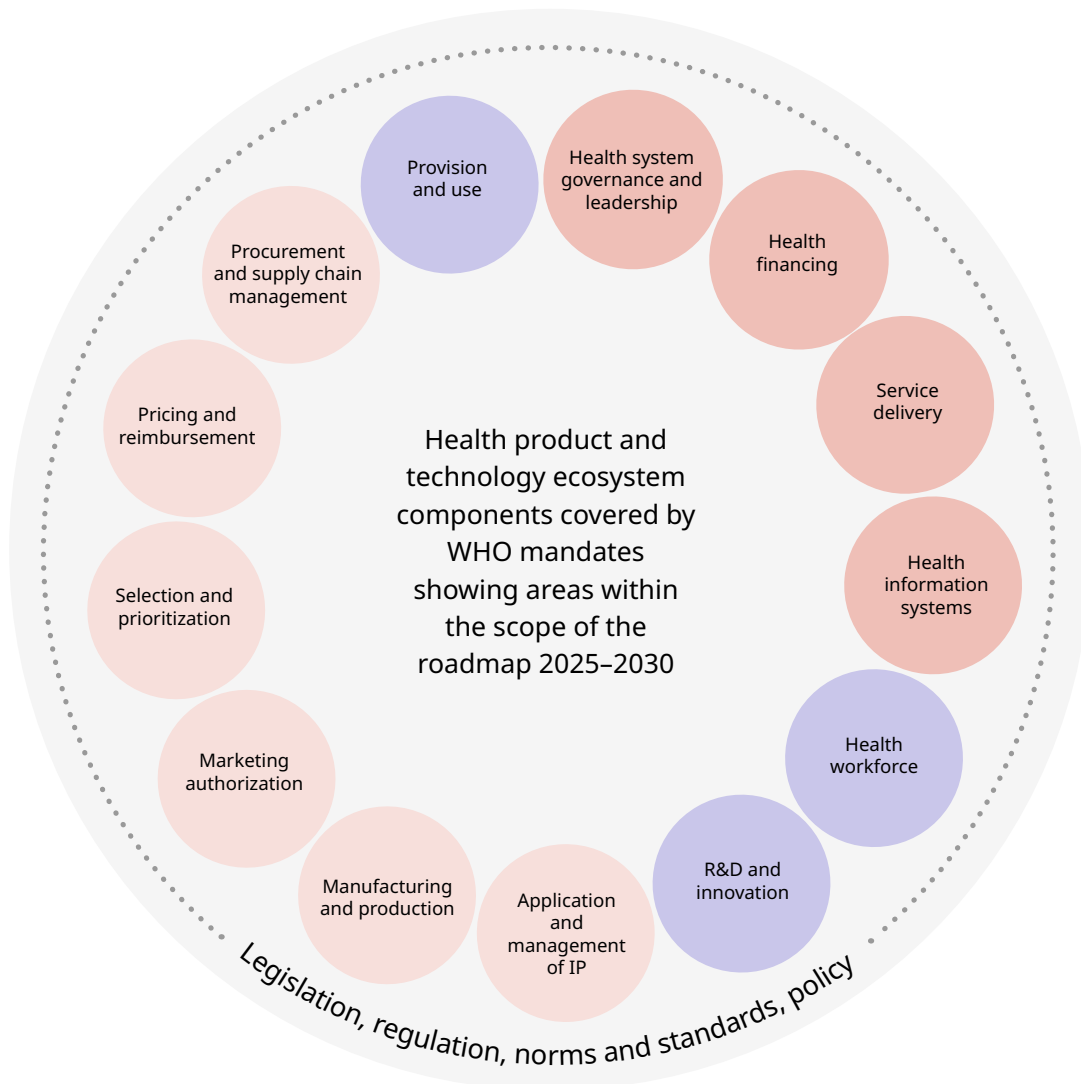 Provision
and use
Health system
governance and
leadership
Health
financing
Service
delivery
Health
information
systems
Health
workforce
R&D and
innovation
Application
and
management
of IP
Manufacturing
and production
Marketing
authorization
Selection and
prioritization
Pricing and
reimbursement
Procurement
and supply chain
management
Health product and
technology ecosystem
components covered by
WHO mandates
showing areas within
the scope of the
roadmap 2025–2030
Legislation, regulation, norms and standards, policy